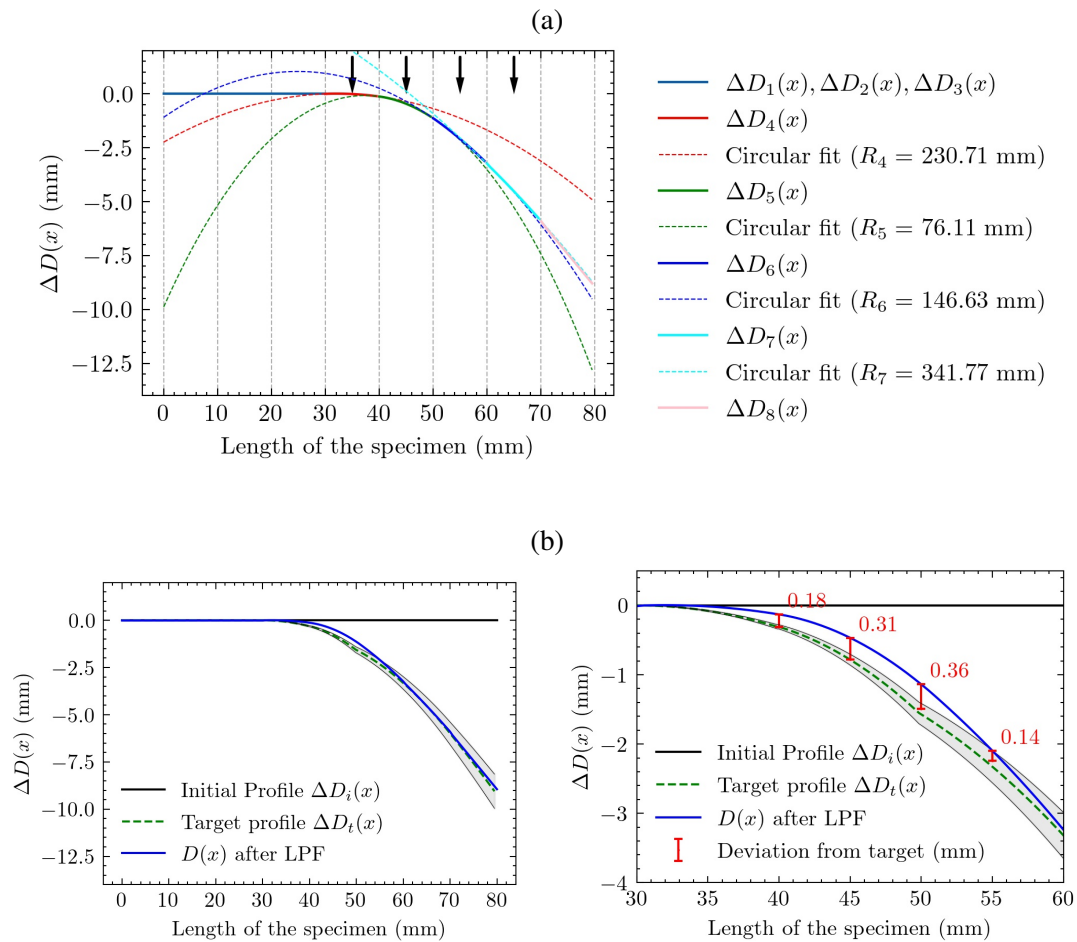 (a)
0.0
−2.5
−5.0
−7.5
−10.0
−12.5
ΔD(x) (mm)
0 10 20 30 40 50 60 70 80
Length of the specimen (mm)
ΔD₁(x), ΔD₂(x), ΔD₃(x)
ΔD₄(x)
Circular fit (R₄ = 230.71 mm)
ΔD₅(x)
Circular fit (R₅ = 76.11 mm)
ΔD₆(x)
Circular fit (R₆ = 146.63 mm)
ΔD₇(x)
Circular fit (R₇ = 341.77 mm)
ΔD₈(x)
(b)
0.0
−2.5
−5.0
−7.5
−10.0
−12.5
ΔD(x) (mm)
Initial Profile ΔDᵢ(x)
Target profile ΔDₜ(x)
D(x) after LPF
0 10 20 30 40 50 60 70 80
Length of the specimen (mm)
0
−1
−2
−3
−4
ΔD(x) (mm)
0.18
0.31
0.36
0.14
Initial Profile ΔDᵢ(x)
Target profile ΔDₜ(x)
D(x) after LPF
Deviation from target (mm)
30 35 40 45 50 55 60
Length of the specimen (mm)